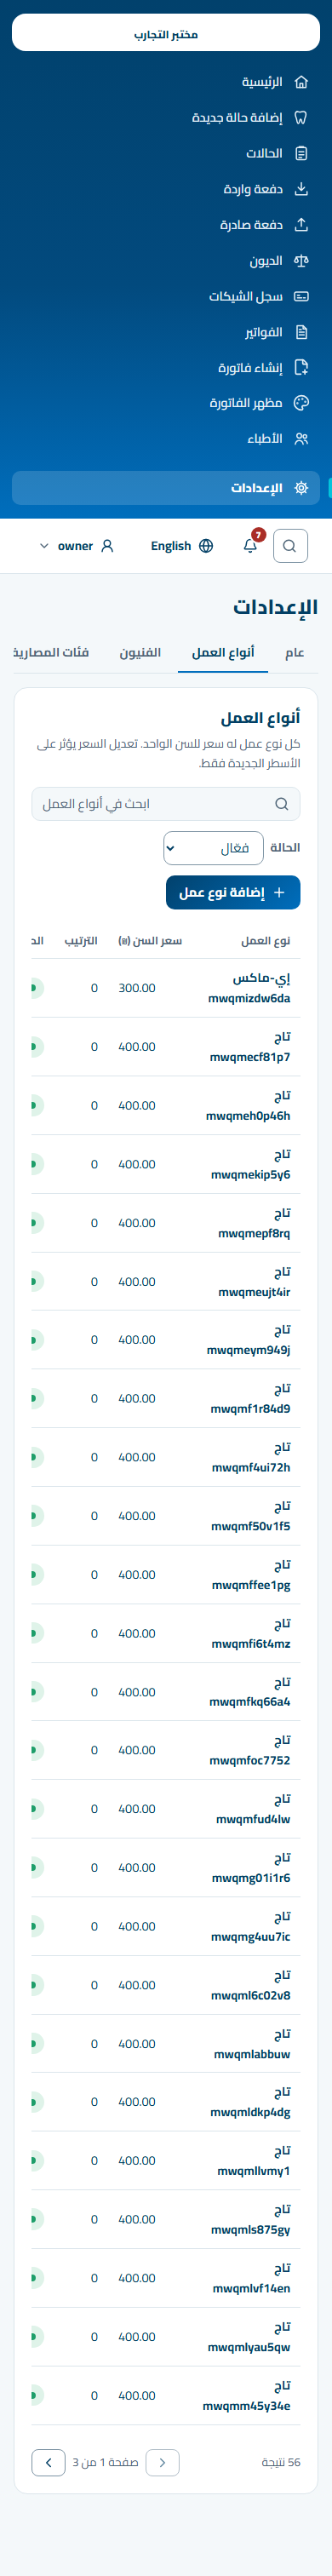 مختبر التجارب
الرئيسية
إضافة حالة جديدة
الحالات
دفعة واردة
دفعة صادرة
الديون
سجل الشيكات
الفواتير
إنشاء فاتورة
مظهر الفاتورة
الأطباء
الإعدادات
7 English owner
الإعدادات
عام أنواع العمل الفنيون فئات المصاريف
أنواع العمل
كل نوع عمل له سعر للسن الواحد. تعديل السعر يؤثر على
الأسطر الجديدة فقط.
ابحث في أنواع العمل
الحالة فعّال
+ إضافة نوع عمل
نوع العمل سعر السن (₪) الترتيب
إي-ماكس
mwqmizdw6da 300.00 0
تاج
mwqmecf81p7 400.00 0
تاج
mwqmeh0p46h 400.00 0
تاج
mwqmekip5y6 400.00 0
تاج
mwqmepf8rq 400.00 0
تاج
mwqmeujt4ir 400.00 0
تاج
mwqmeym949j 400.00 0
تاج
mwqmf1r84d9 400.00 0
تاج
mwqmf4ui72h 400.00 0
تاج
mwqmf50v1f5 400.00 0
تاج
mwqmffee1pg 400.00 0
تاج
mwqmfi6t4mz 400.00 0
تاج
mwqmfkq66a4 400.00 0
تاج
mwqmfoc7752 400.00 0
تاج
mwqmfud4lw 400.00 0
تاج
mwqmg01i1r6 400.00 0
تاج
mwqmg4uu7ic 400.00 0
تاج
mwqml6c02v8 400.00 0
تاج
mwqmlabbuw 400.00 0
تاج
mwqmldkp4dg 400.00 0
تاج
mwqmllvmy1 400.00 0
تاج
mwqmls875gy 400.00 0
تاج
mwqmlvf14en 400.00 0
تاج
mwqmlyau5qw 400.00 0
تاج
mwqmm45y34e 400.00 0
56 نتيجة صفحة 1 من 3